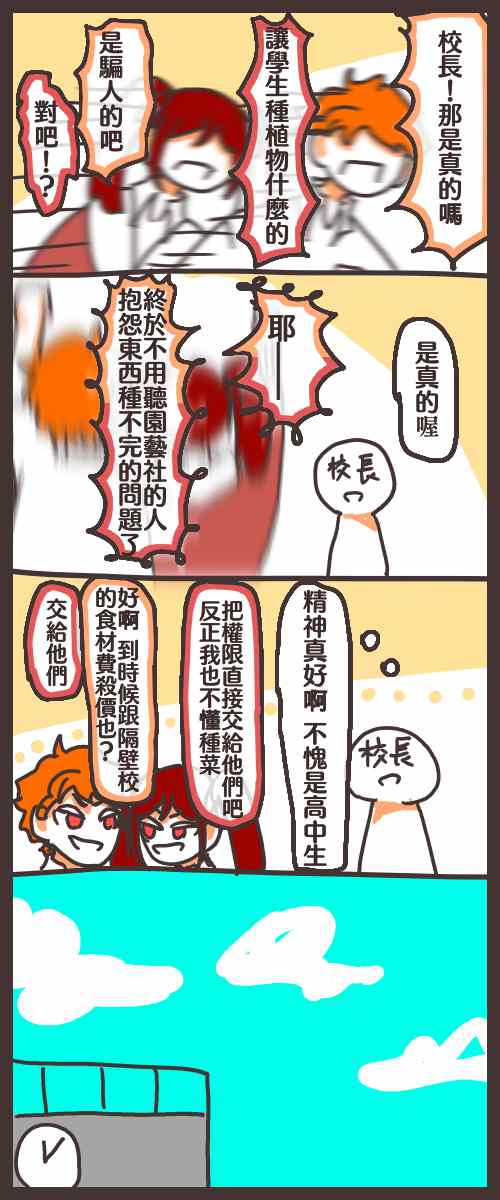 校長！那是真的嗎
讓學生種植物什麼的
是騙人的吧
對吧！？
是真的喔
校長
耶——
終於不用聽園藝社的人
抱怨東西種不完的問題了
精神真好啊 不愧是高中生
校長
把權限直接交給他們吧
反正我也不懂種菜
好啊 到時候跟隔壁校
的食材費殺價也？
交給他們